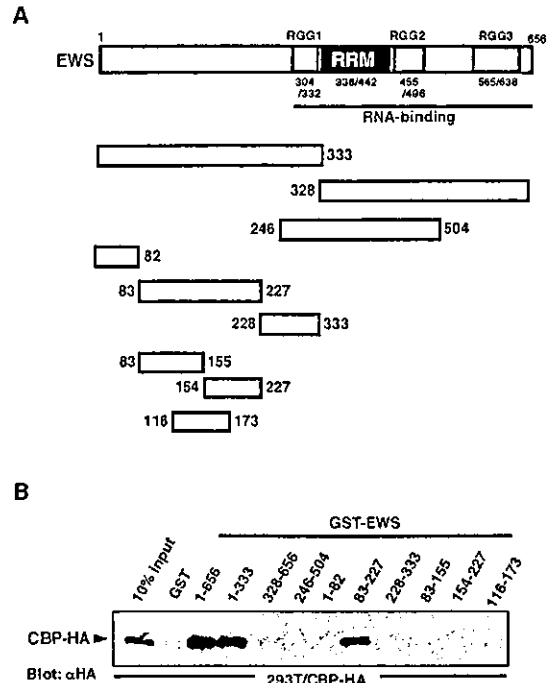 A
1 RGG1 RGG2 RGG3 656
EWS RRM
304 /332 336/442 455 /496 565/638
RNA-binding
333
328
246 504
82
83 227
228 333
83 155
154 227
116 173
B
GST-EWS
10% input GST 1-656 1-333 328-656 246-504 1-82 83-227 228-333 83-155 154-227 116-173
CBP-HA
Blot: αHA 293T/CBP-HA